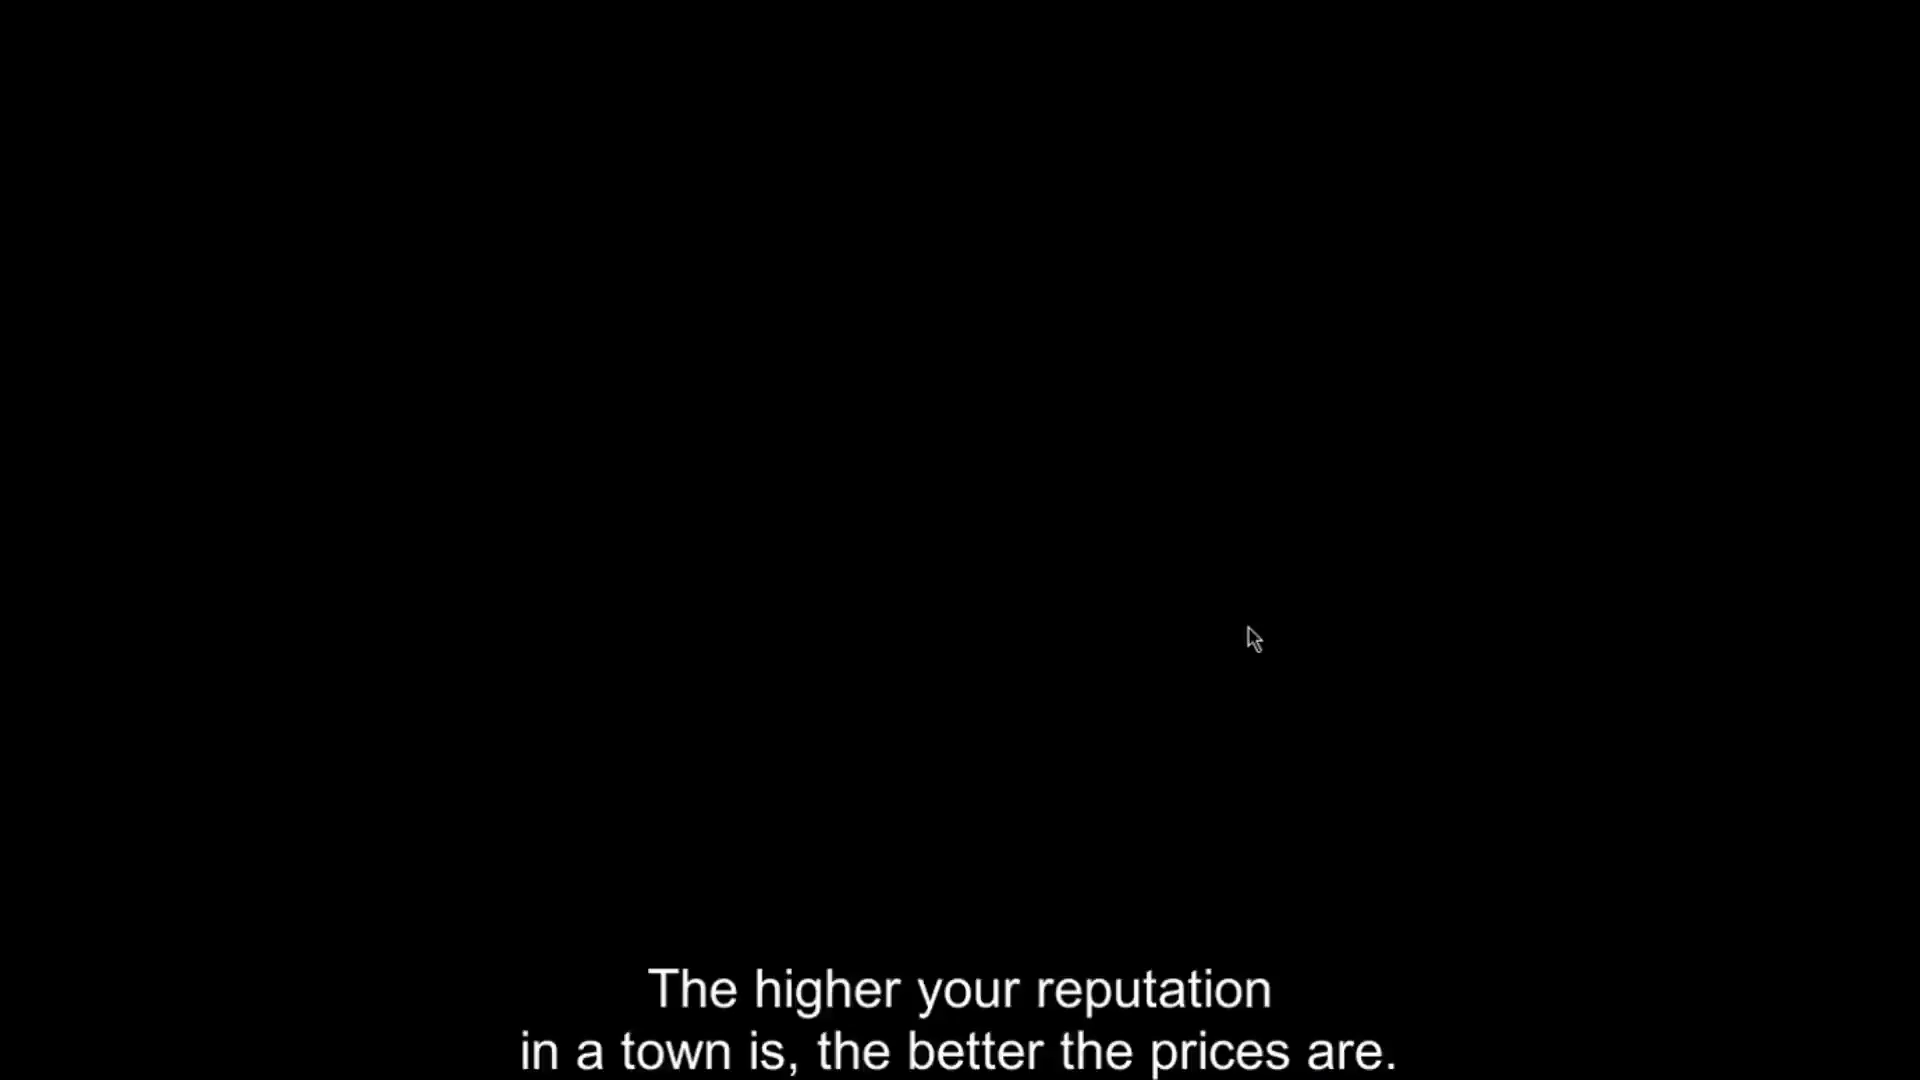 The higher your reputation
in a town is, the better the prices are.